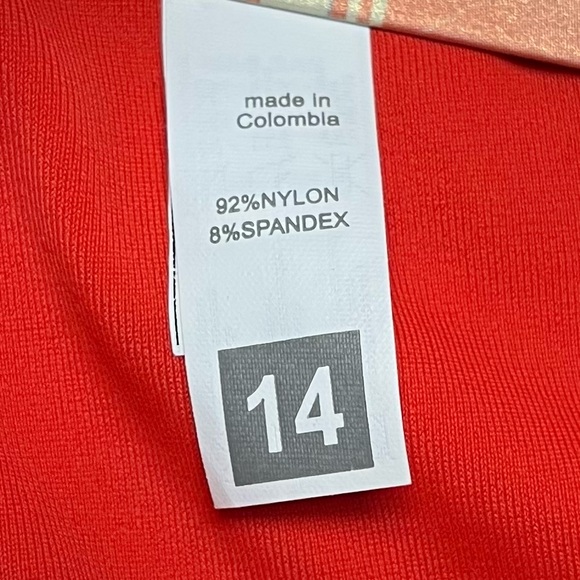 made in
Colombia
92%NYLON
8%SPANDEX
14